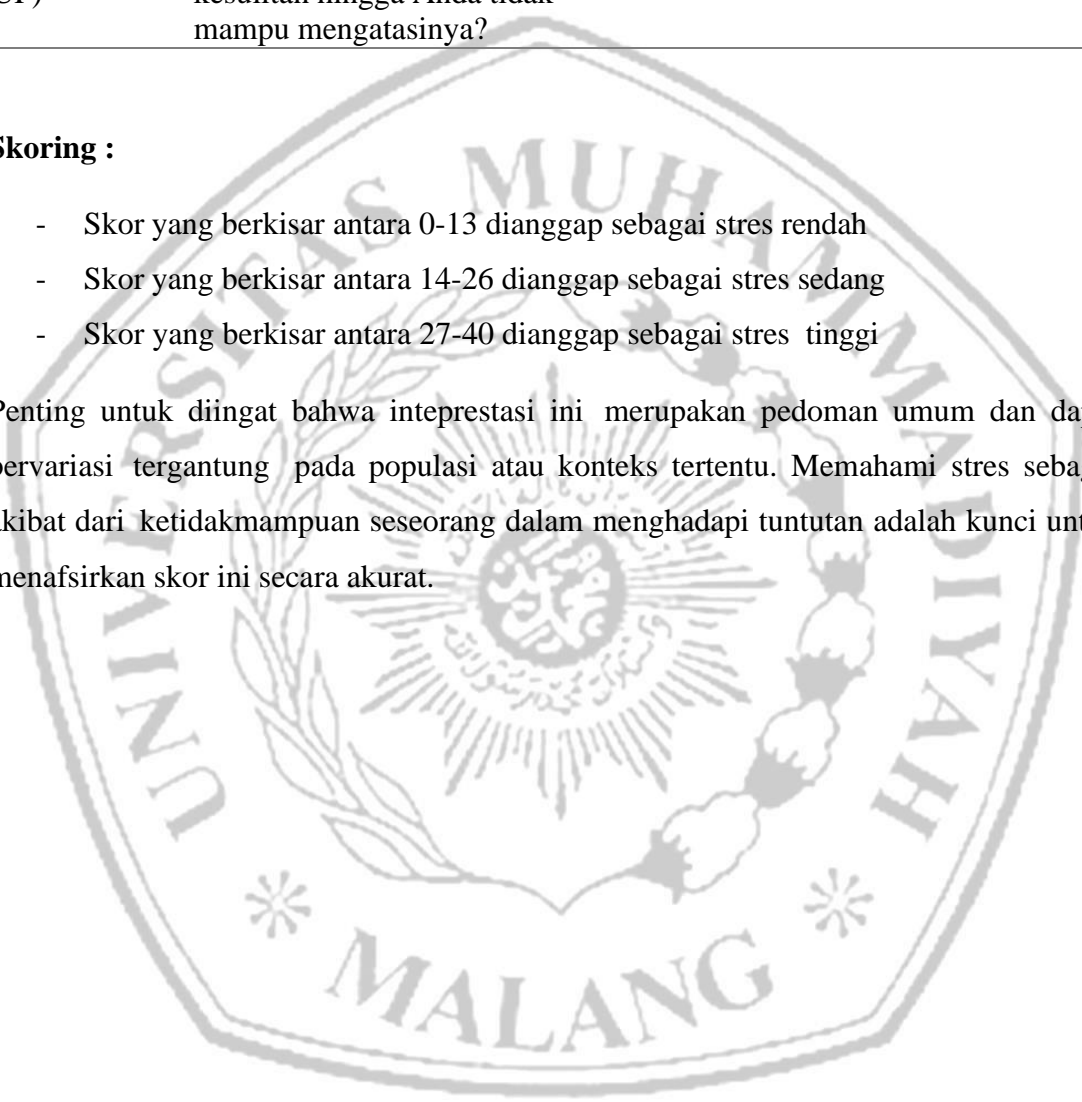 kesulitan hingga Anda tidak
mampu mengatasinya?
Skoring :
- Skor yang berkisar antara 0-13 dianggap sebagai stres rendah
- Skor yang berkisar antara 14-26 dianggap sebagai stres sedang
- Skor yang berkisar antara 27-40 dianggap sebagai stres tinggi
Penting untuk diingat bahwa inteprestasi ini merupakan pedoman umum dan dap
bervariasi tergantung pada populasi atau konteks tertentu. Memahami stres sebag
akibat dari ketidakmampuan seseorang dalam menghadapi tuntutan adalah kunci unt
menafsirkan skor ini secara akurat.
UNIVERSITAS MUHAMMADIYAH
MALANG